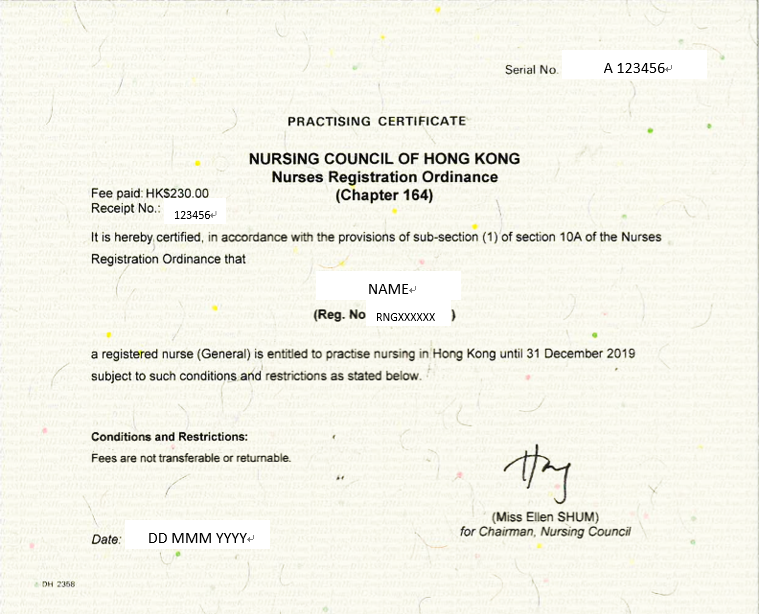 Serial No. A 123456
PRACTISING CERTIFICATE
NURSING COUNCIL OF HONG KONG
Nurses Registration Ordinance
(Chapter 164)
Fee paid: HK$230.00
Receipt No.: 123456
It is hereby certified, in accordance with the provisions of sub-section (1) of section 10A of the Nurses
Registration Ordinance that
NAME
(Reg. No RNGXXXXXX )
a registered nurse (General) is entitled to practise nursing in Hong Kong until 31 December 2019
subject to such conditions and restrictions as stated below.
Conditions and Restrictions:
Fees are not transferable or returnable.
(Miss Ellen SHUM)
for Chairman, Nursing Council
Date: DD MMM YYYY
DH 2358